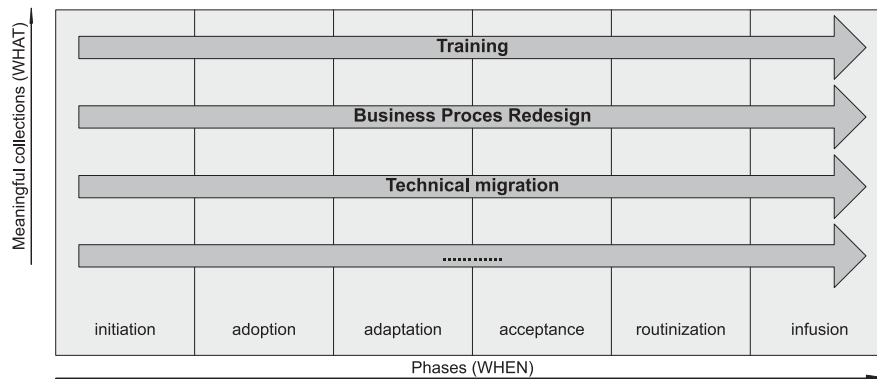 Meaningful collections (WHAT)
Training
Business Proces Redesign
Technical migration
............
initiation
adoption
adaptation
acceptance
routinization
infusion
Phases (WHEN)